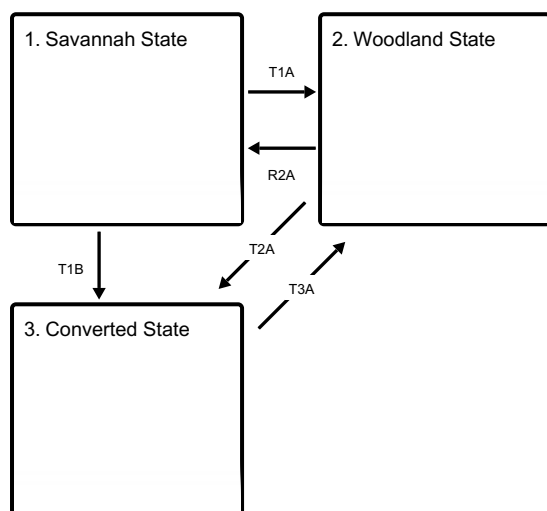 1. Savannah State
2. Woodland State
T1A
R2A
T2A
T1B
T3A
3. Converted State